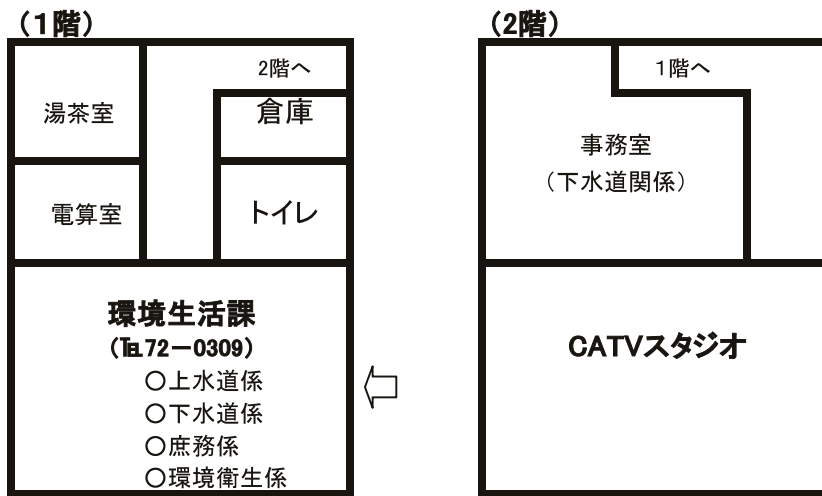 （１階）
2階へ
湯茶室
倉庫
電算室
トイレ
環境生活課
（℡72－0309）
○上水道係
○下水道係
○庶務係
○環境衛生係
（2階）
１階へ
事務室
（下水道関係）
CATVスタジオ